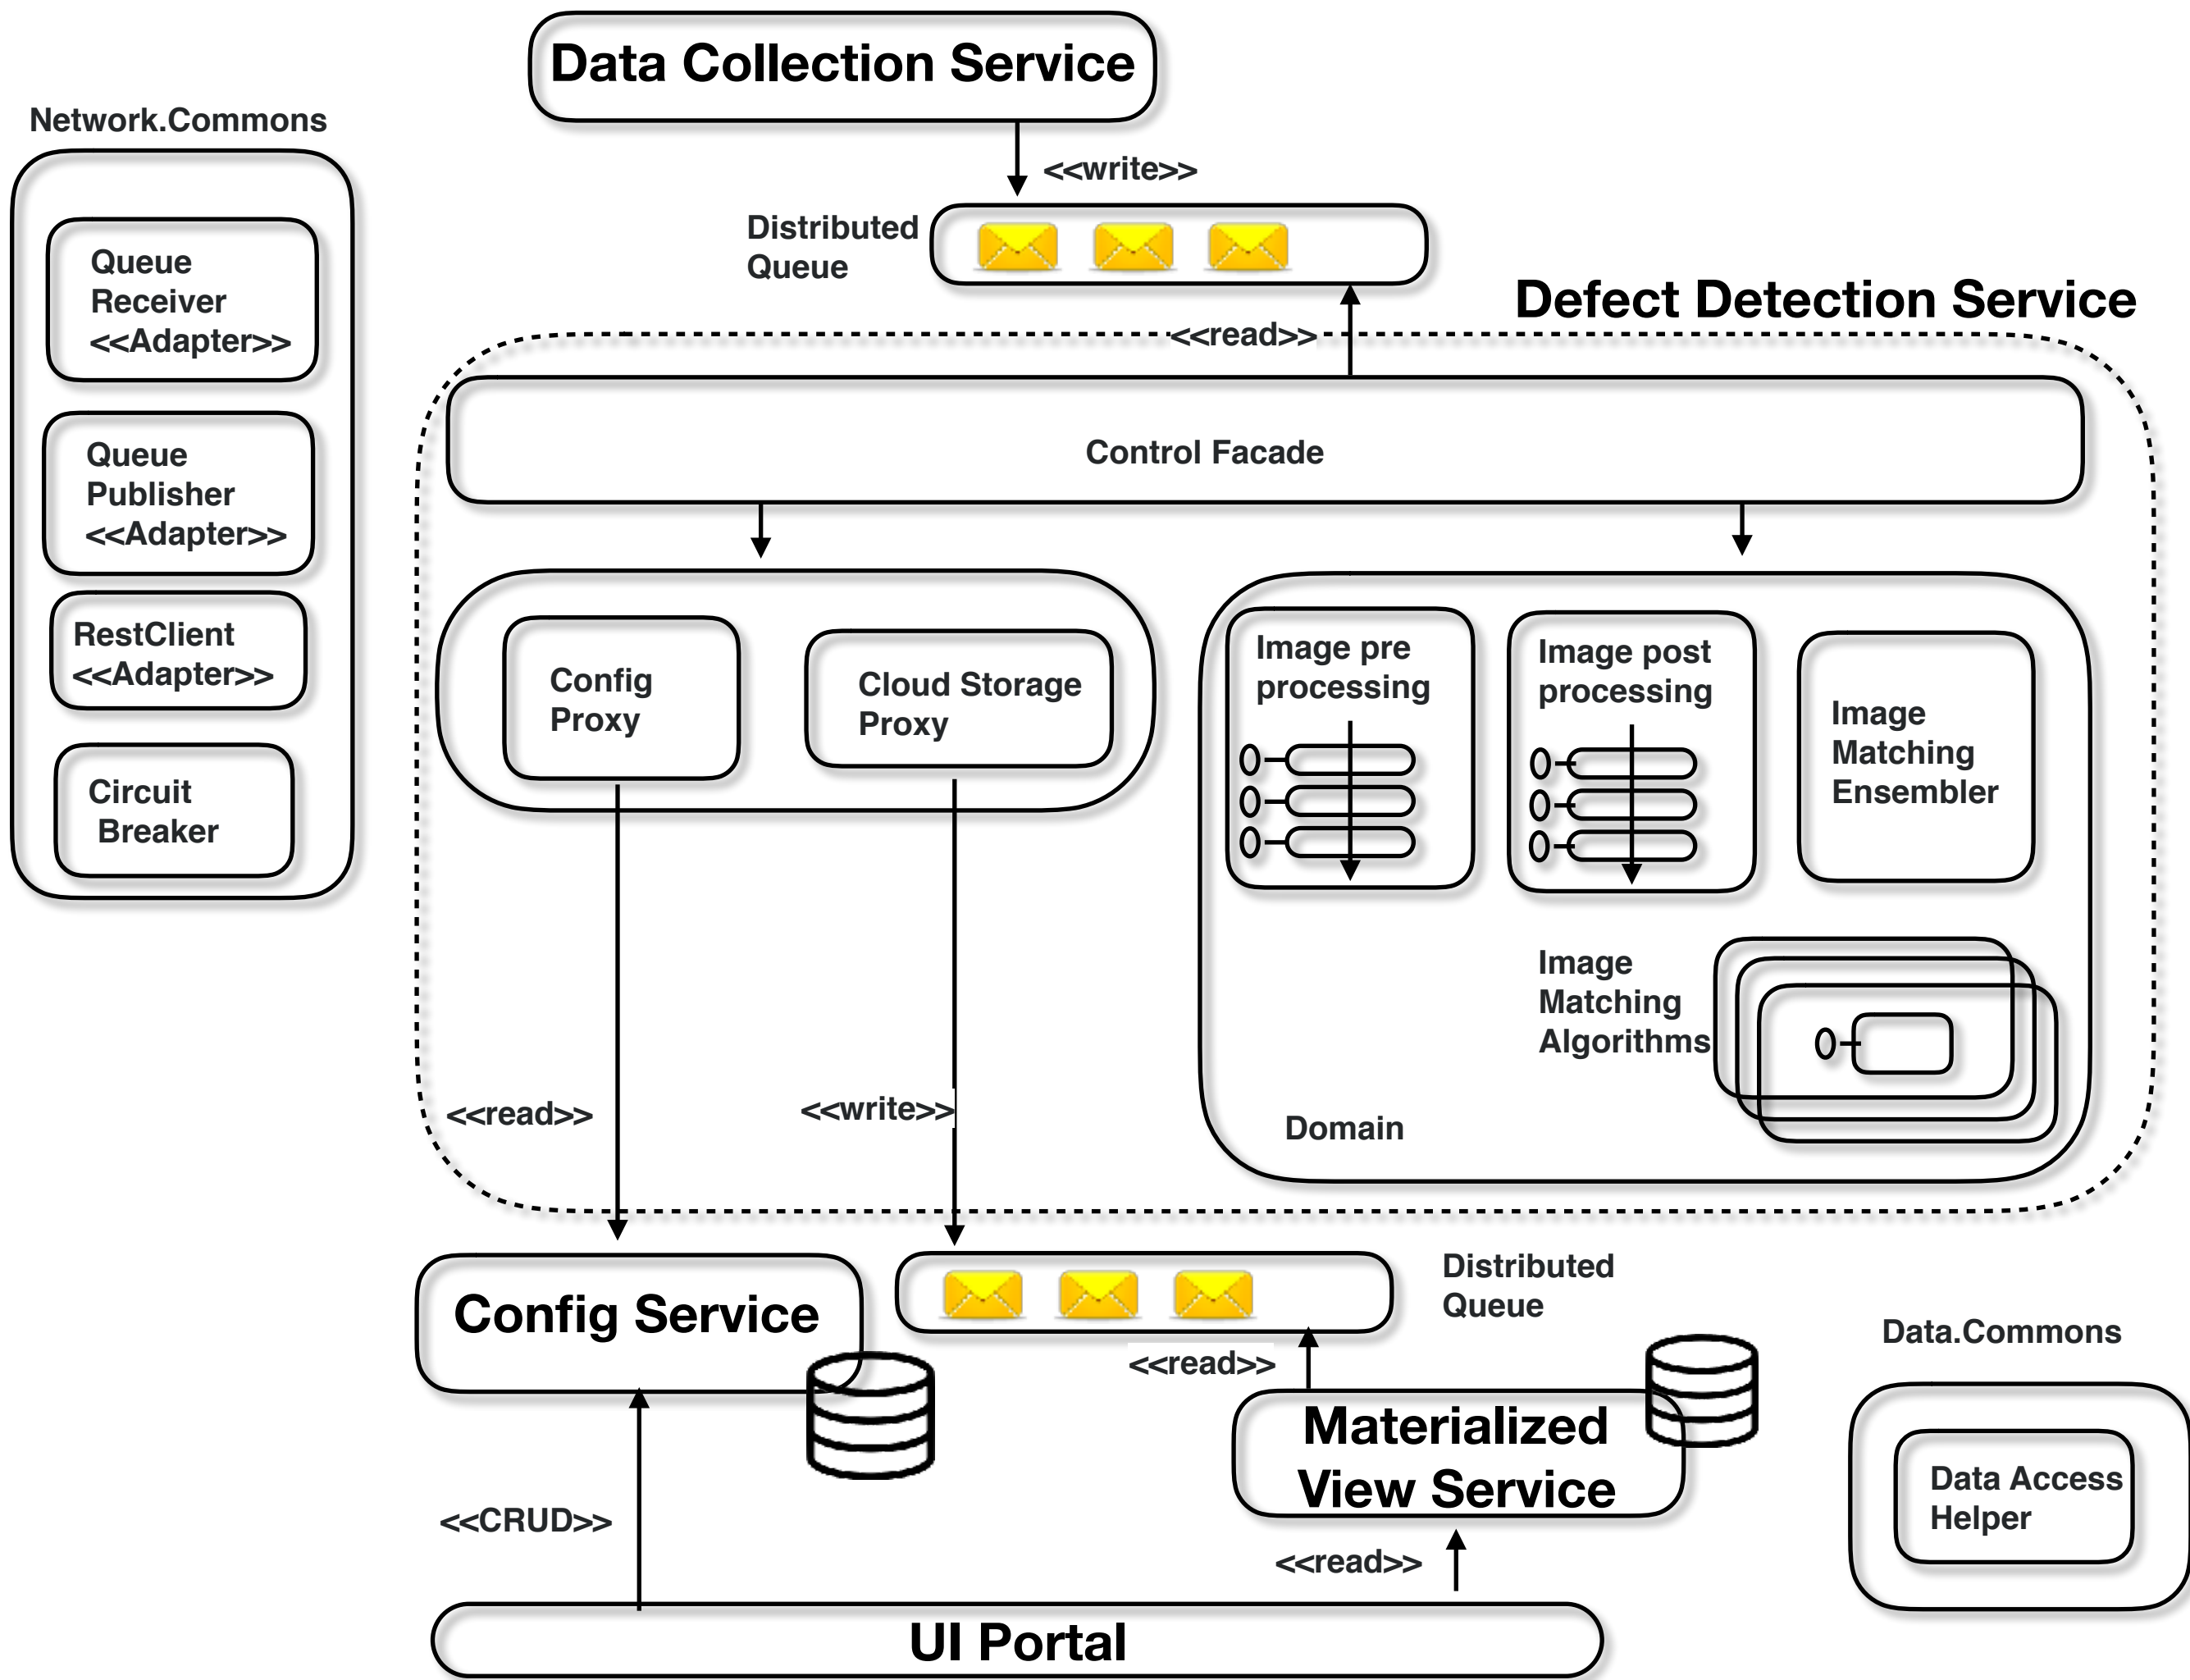 Data Collection Service
Network.Commons
<<write>>
Distributed
Queue
Queue
Receiver
<<Adapter>>
Defect Detection Service
<<read>>
Control Facade
Queue
Publisher
<<Adapter>>
RestClient
<<Adapter>>
Circuit
Breaker
Config
Proxy
Cloud Storage
Proxy
Image pre
processing
Image post
processing
Image
Matching
Ensembler
Image
Matching
Algorithms
Domain
<<read>>
<<write>>
Config Service
Distributed
Queue
<<read>>
Materialized
View Service
Data.Commons
Data Access
Helper
<<CRUD>>
<<read>>
UI Portal